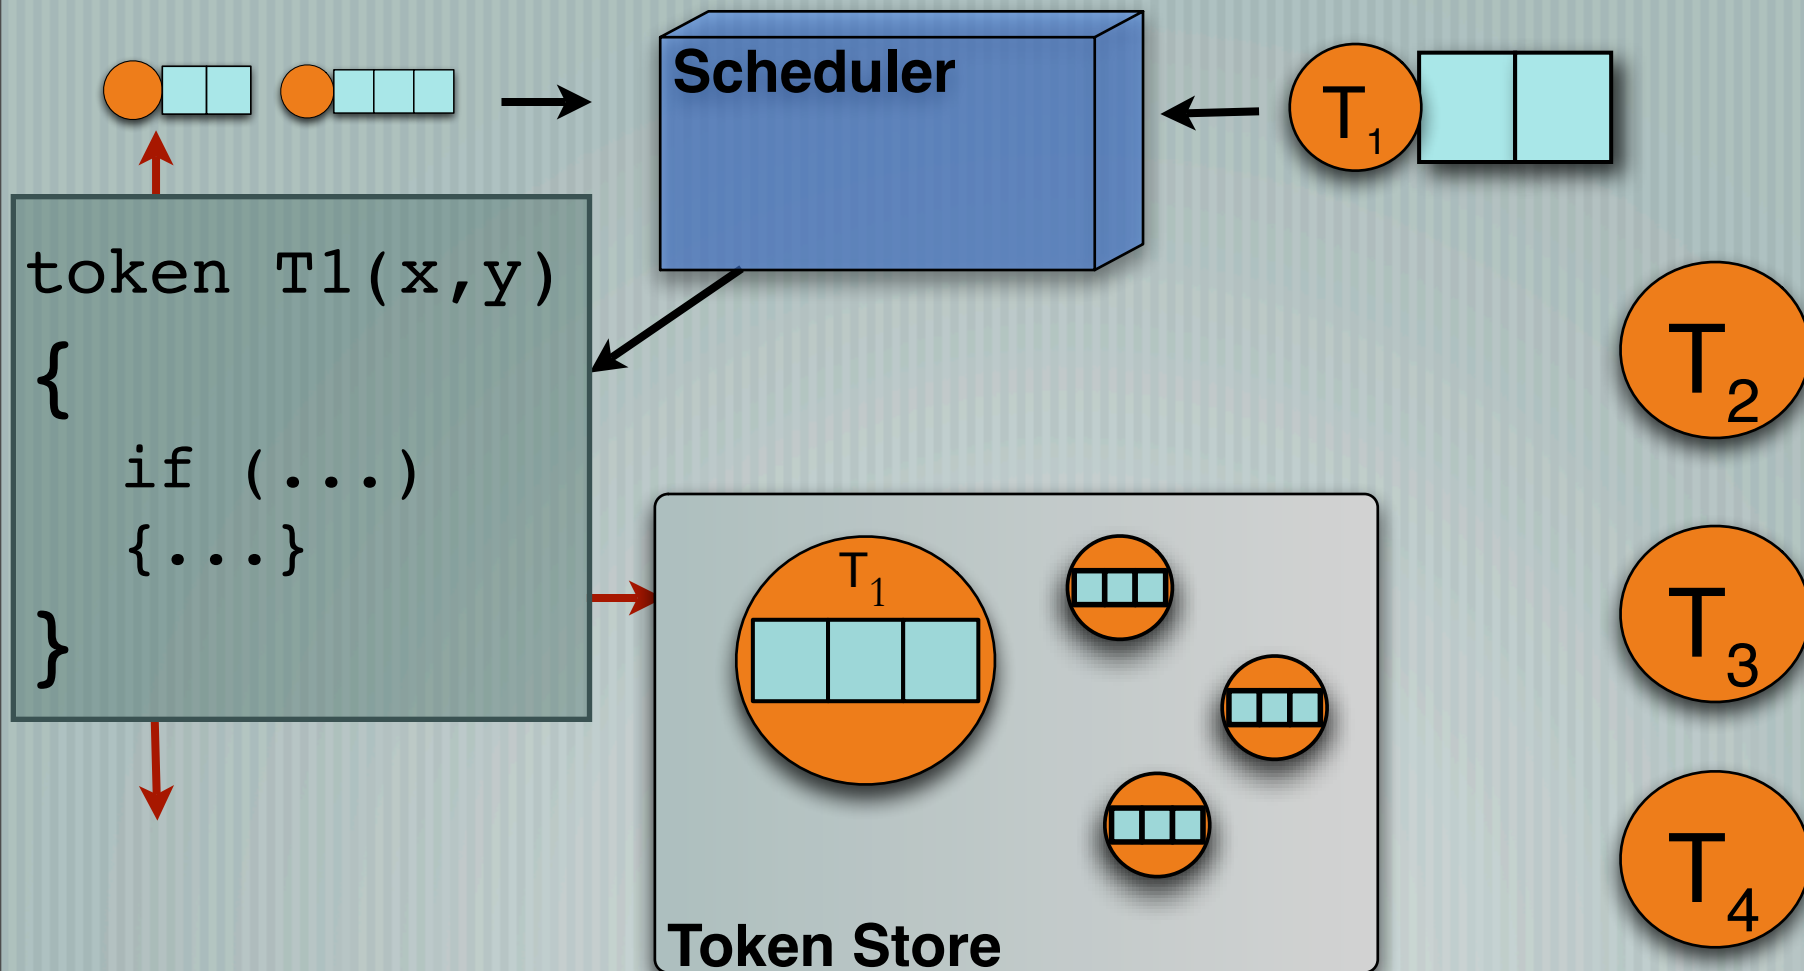 Scheduler
T1
token T1(x,y)
{
if (...)
{...}
}
T2
T3
T4
T1
Token Store